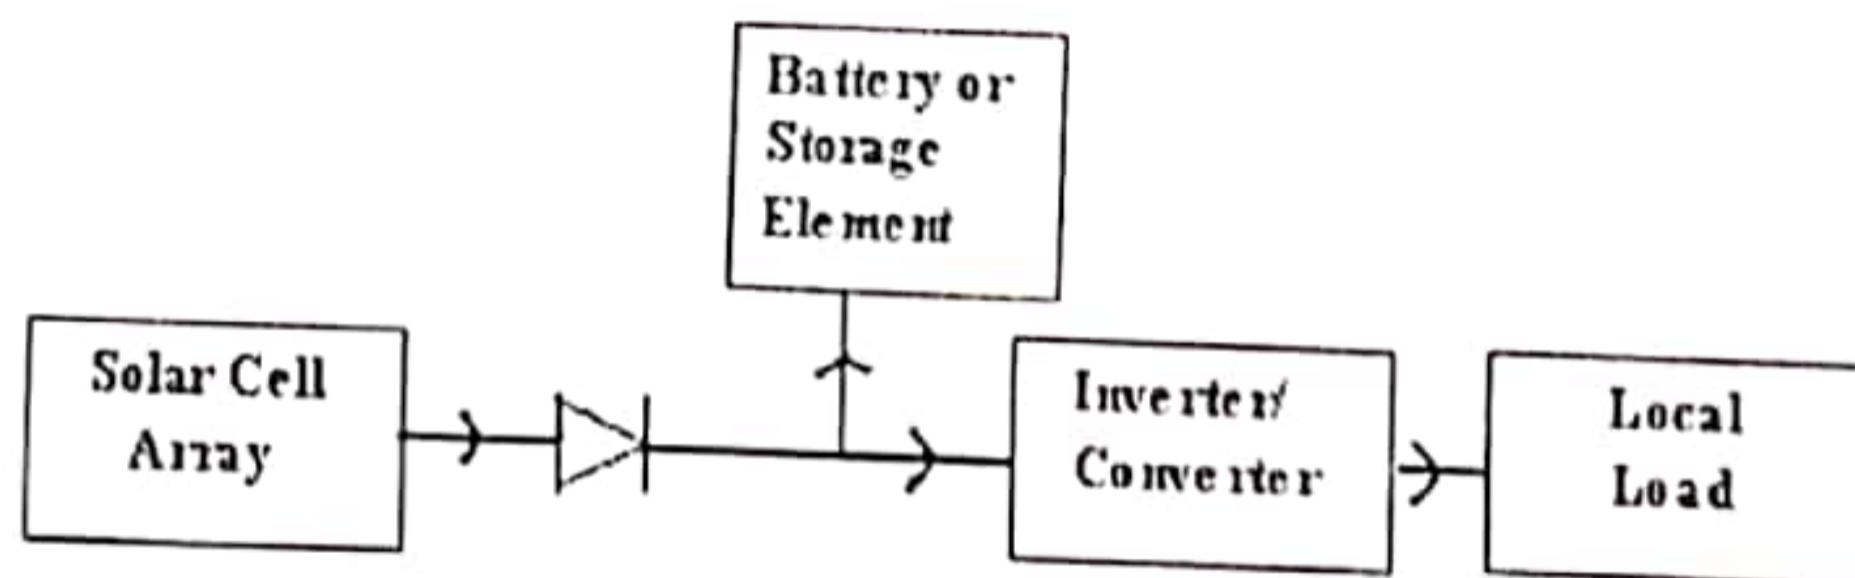 Battery or
Storage
Element
Solar Cell
Array
Inverter/
Converter
Local
Load